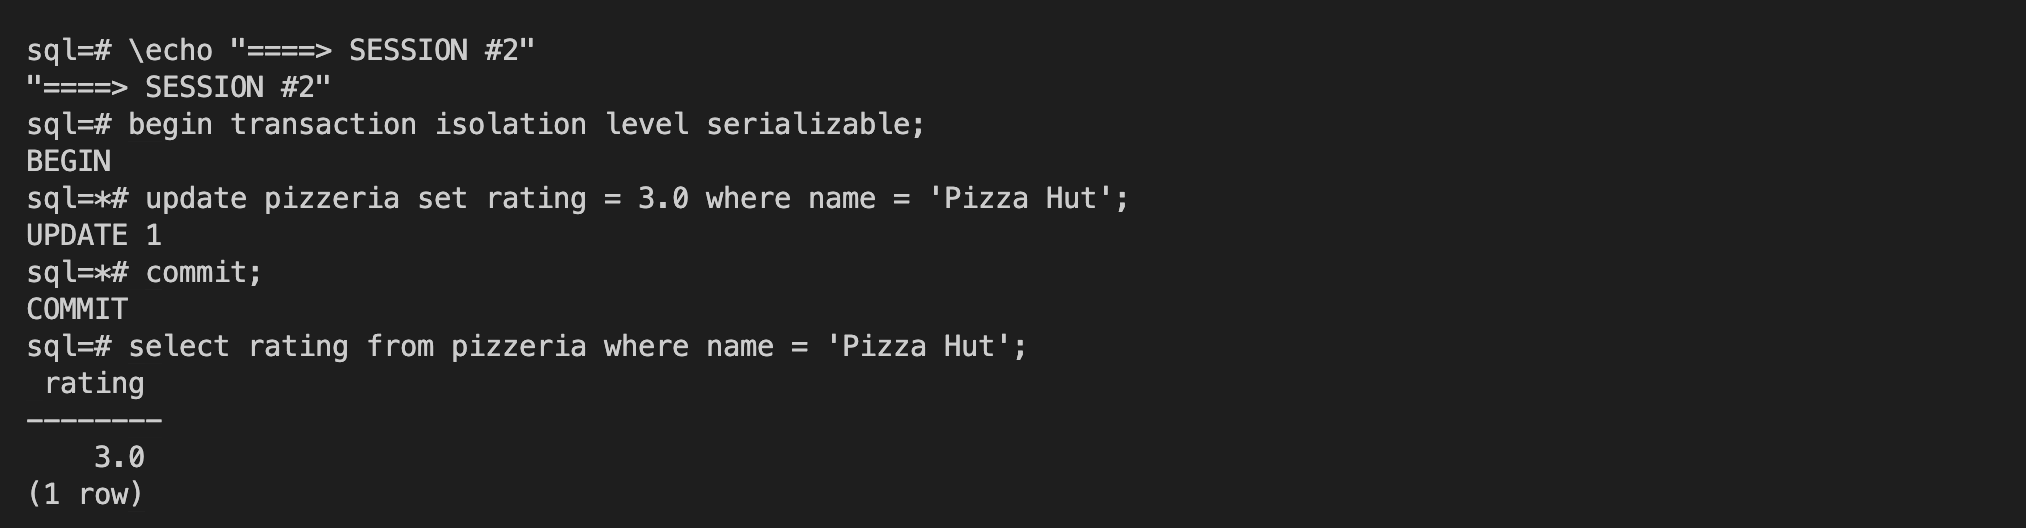 sql=# \echo "====> SESSION #2"
"====> SESSION #2"
sql=# begin transaction isolation level serializable;
BEGIN
sql=*# update pizzeria set rating = 3.0 where name = 'Pizza Hut';
UPDATE 1
sql=*# commit;
COMMIT
sql=# select rating from pizzeria where name = 'Pizza Hut';
 rating
--------
    3.0
(1 row)